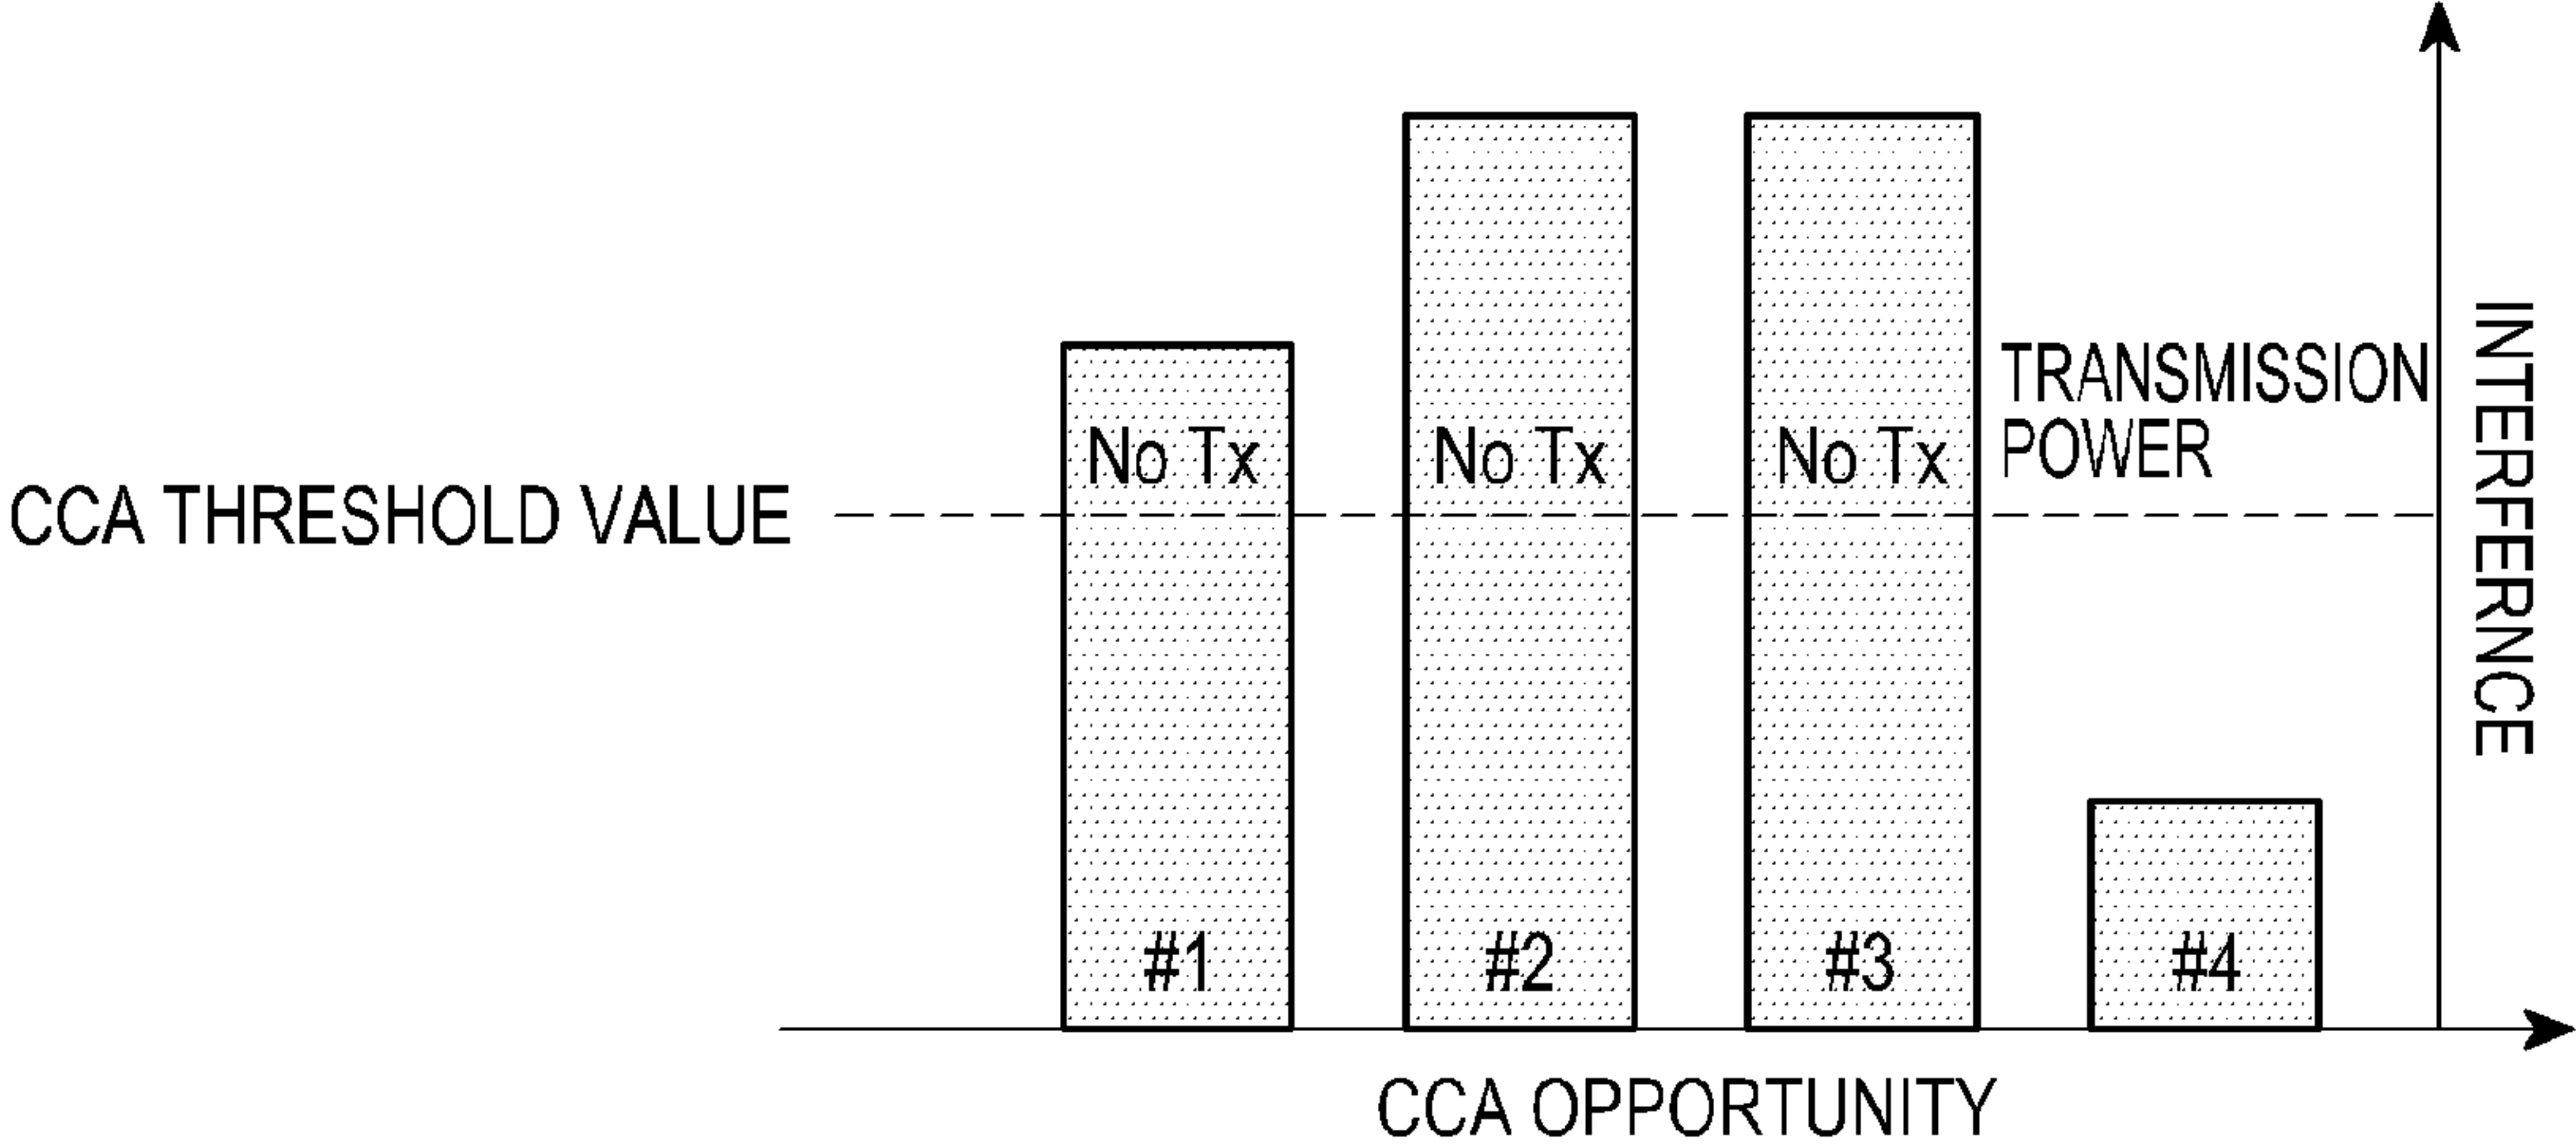 TRANSMISSION
POWER
No Tx
No Tx
No Tx
CCA THRESHOLD VALUE
INTERFERNCE
#1
#2
#3
#4
CCA OPPORTUNITY